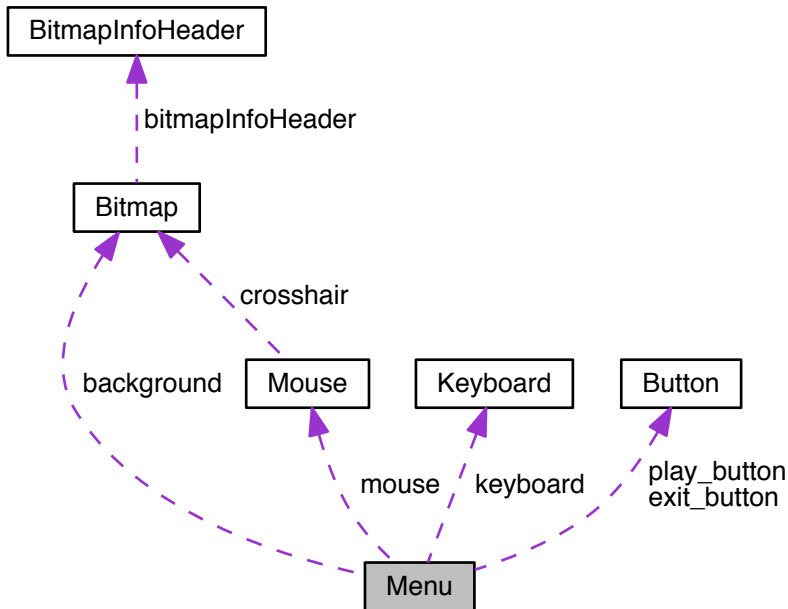 BitmapInfoHeader
bitmapInfoHeader
Bitmap
crosshair
background
Mouse
Keyboard
Button
mouse
keyboard
play_button
exit_button
Menu